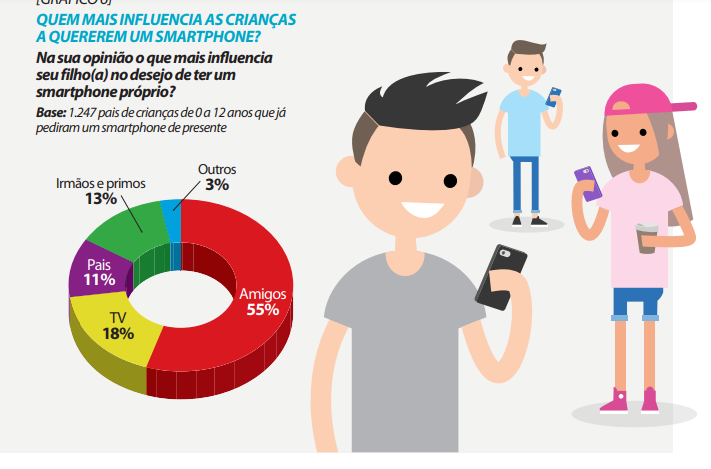 [GRÁFICO 6]
QUEM MAIS INFLUENCIA AS CRIANÇAS
A QUEREREM UM SMARTPHONE?
Na sua opinião o que mais influencia
seu filho(a) no desejo de ter um
smartphone próprio?
Base: 1.247 pais de crianças de 0 a 12 anos que já
pediram um smartphone de presente
Outros
3%
Irmãos e primos
13%
Pais
11%
Amigos
55%
TV
18%